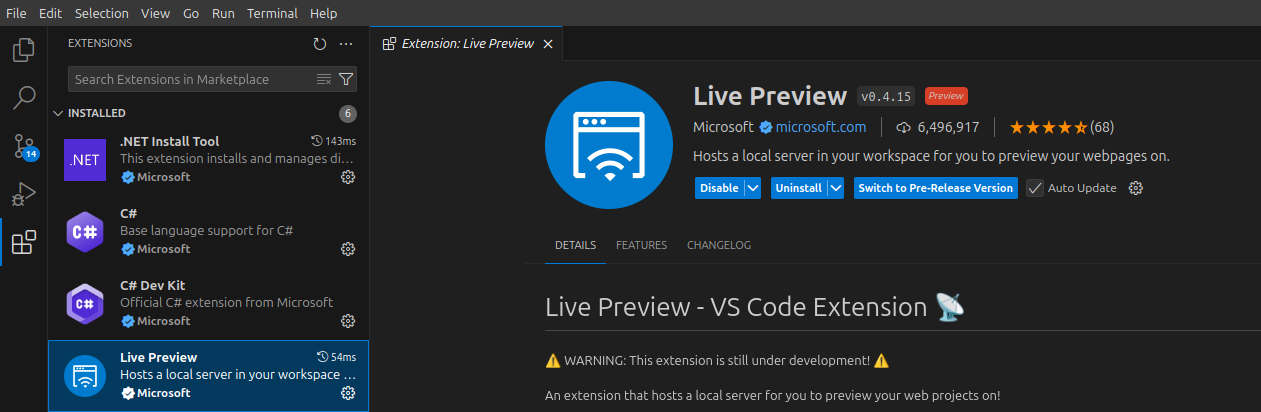 File Edit Selection View Go Run Terminal Help
EXTENSIONS
Search Extensions in Marketplace
INSTALLED 6
.NET
.NET Install Tool 143ms
This extension installs and manages di...
Microsoft
C#
C#
Base language support for C#
Microsoft
C#
C# Dev Kit
Official C# extension from Microsoft
Microsoft
Live Preview 54ms
Hosts a local server in your workspace ...
Microsoft
14
Extension: Live Preview
Live Preview v0.4.15 Preview
Microsoft microsoft.com 6,496,917 (68)
Hosts a local server in your workspace for you to preview your webpages on.
Disable Uninstall Switch to Pre-Release Version Auto Update
DETAILS FEATURES CHANGELOG
Live Preview - VS Code Extension 📡
⚠️ WARNING: This extension is still under development! ⚠️
An extension that hosts a local server for you to preview your web projects on!